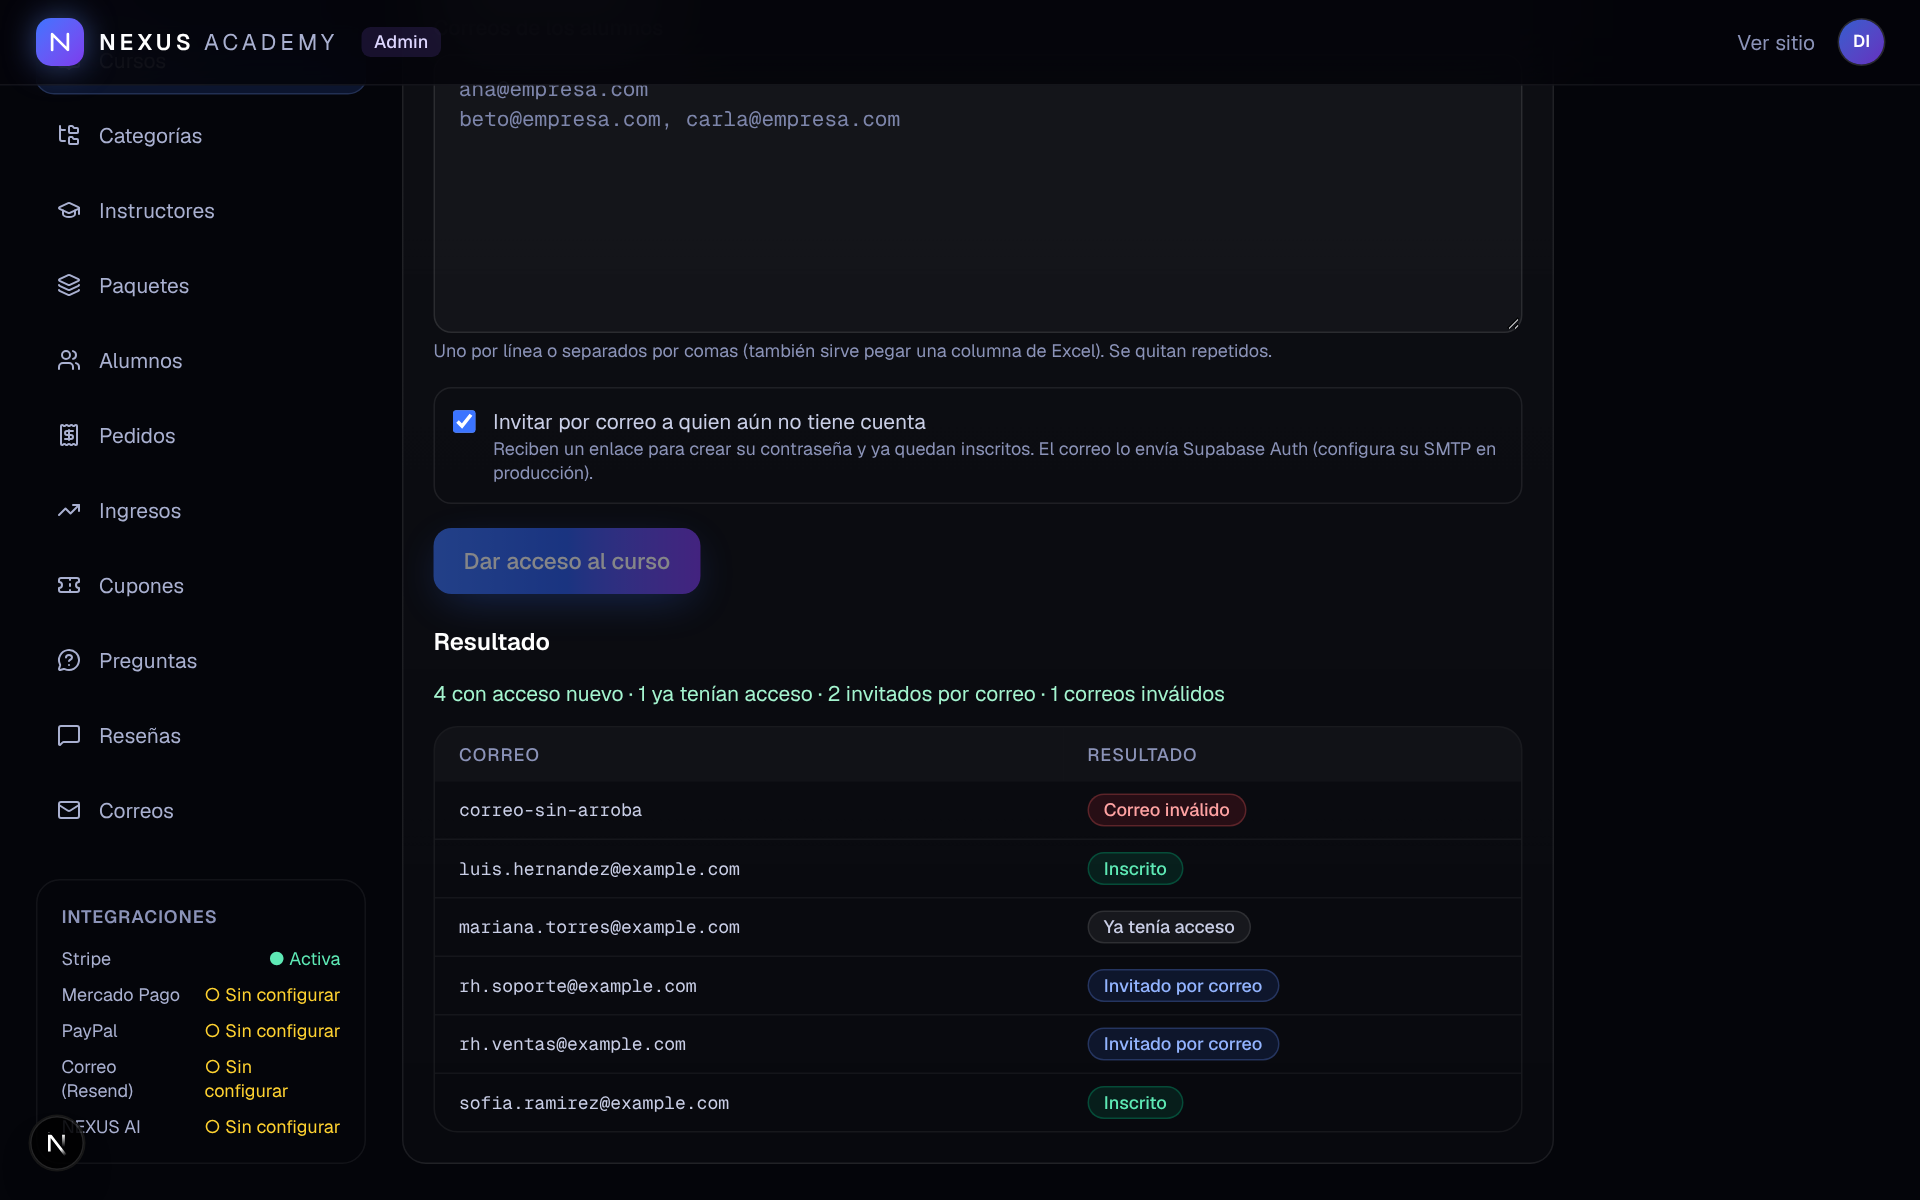 NEXUS ACADEMY
Admin
Ver sitio
DI
Cursos
Categorías
Instructores
Paquetes
Alumnos
Pedidos
Ingresos
Cupones
Preguntas
Reseñas
Correos
INTEGRACIONES
Stripe
Activa
Mercado Pago
Sin configurar
PayPal
Sin configurar
Correo (Resend)
Sin configurar
NEXUS AI
Sin configurar
ana@empresa.com
beto@empresa.com, carla@empresa.com
Uno por línea o separados por comas (también sirve pegar una columna de Excel). Se quitan repetidos.
Invitar por correo a quien aún no tiene cuenta
Reciben un enlace para crear su contraseña y ya quedan inscritos. El correo lo envía Supabase Auth (configura su SMTP en
producción).
Dar acceso al curso
Resultado
4 con acceso nuevo · 1 ya tenían acceso · 2 invitados por correo · 1 correos inválidos
CORREO RESULTADO
correo-sin-arroba Correo inválido
luis.hernandez@example.com Inscrito
mariana.torres@example.com Ya tenía acceso
rh.soporte@example.com Invitado por correo
rh.ventas@example.com Invitado por correo
sofia.ramirez@example.com Inscrito